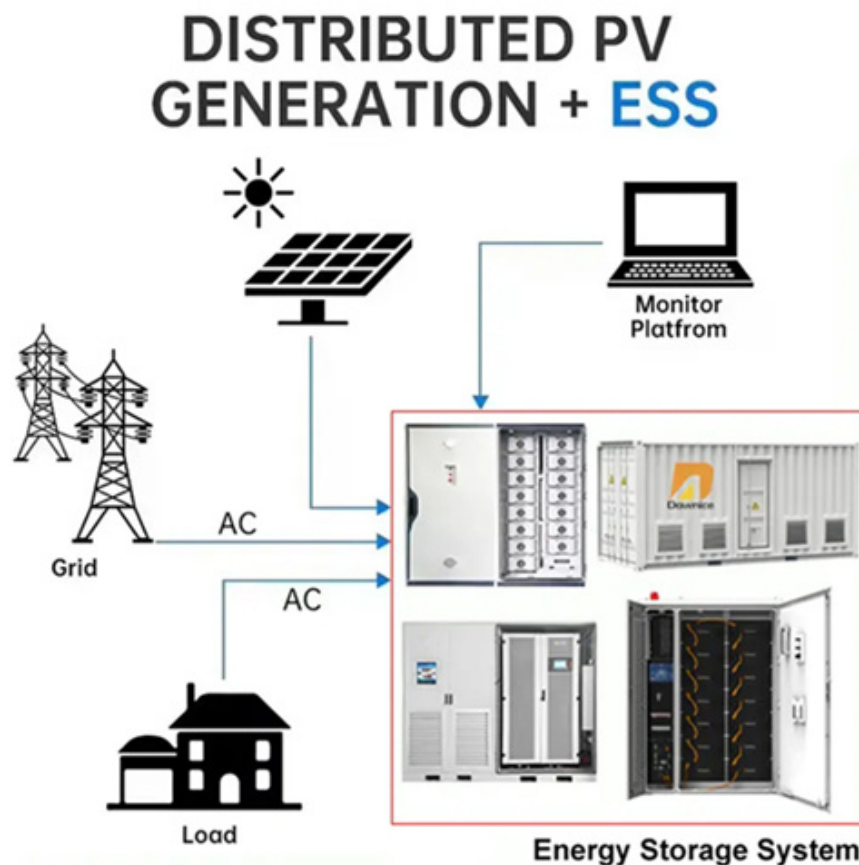 DISTRIBUTED PV
GENERATION + ESS
Monitor
Platfrom
AC
Grid
AC
Load
Energy Storage System